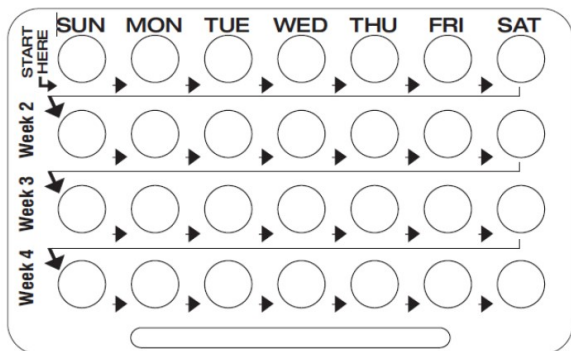 SUN MON TUE WED THU FRI SAT
START
HERE
Week 2
Week 3
Week 4